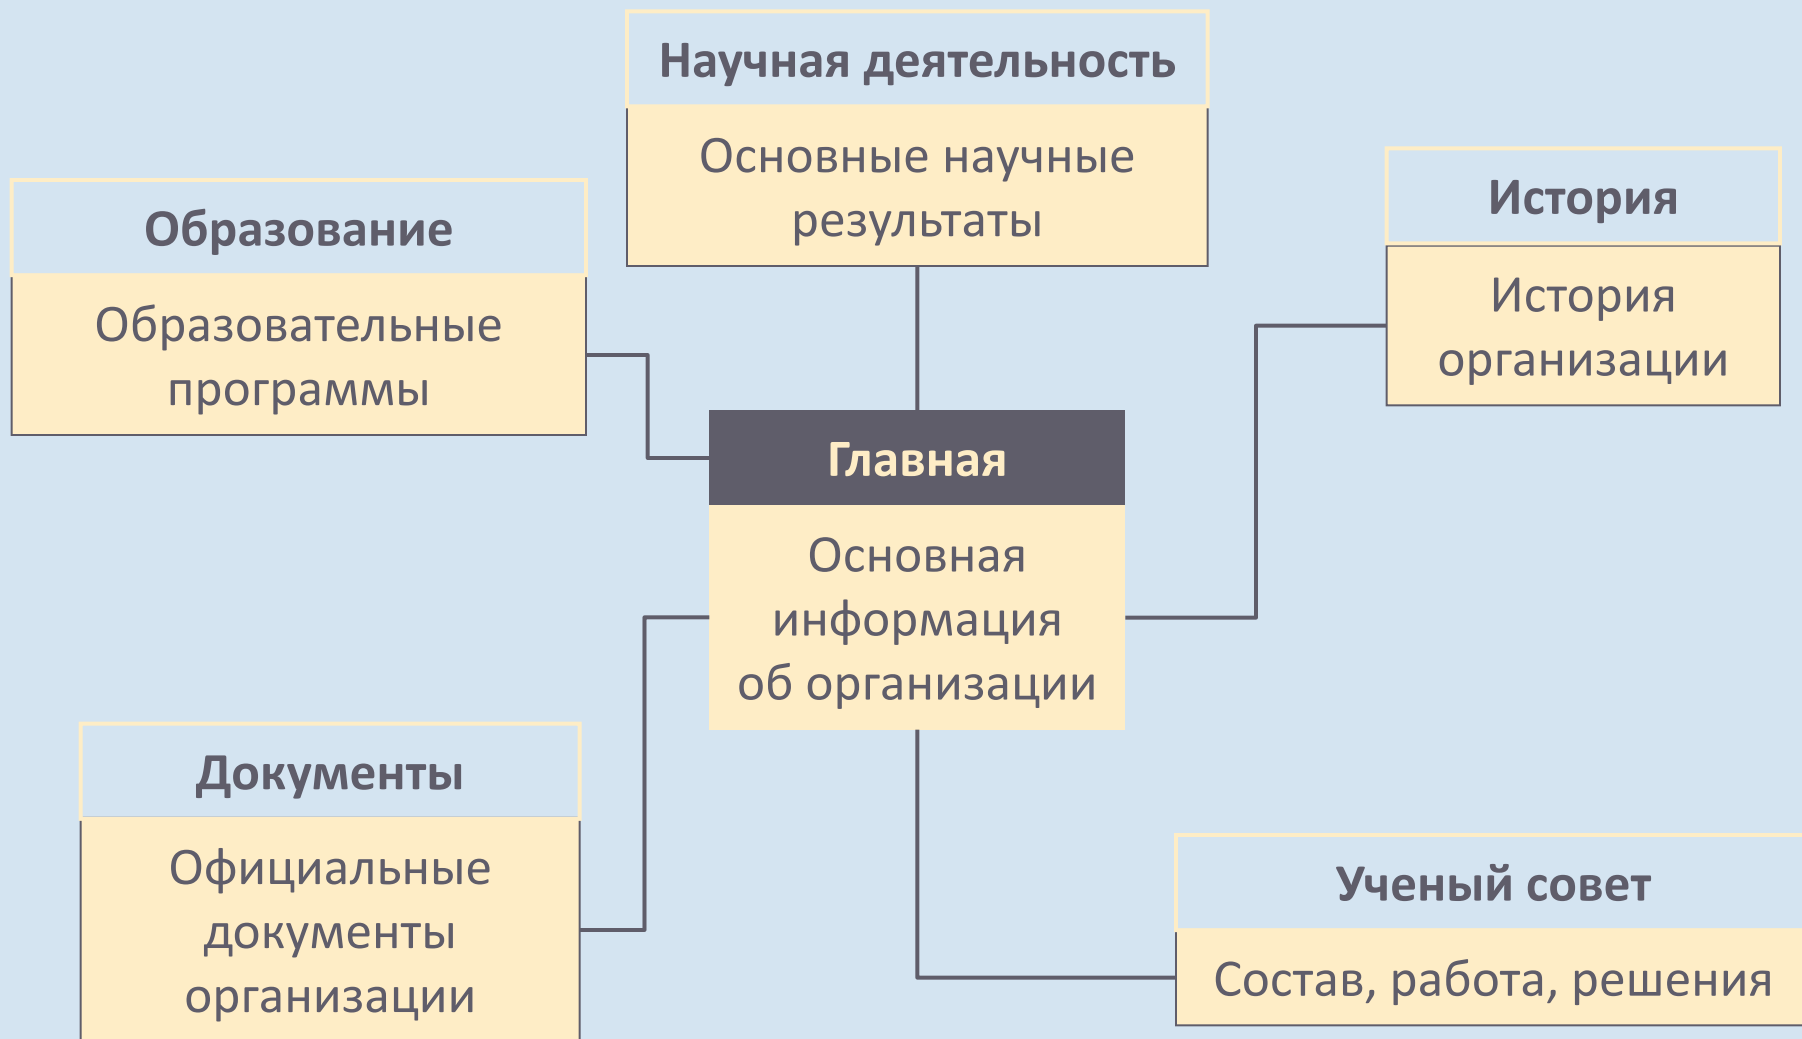 Научная деятельность
Основные научные
результаты
Образование
Образовательные
программы
История
История
организации
Главная
Основная
информация
об организации
Документы
Официальные
документы
организации
Ученый совет
Состав, работа, решения